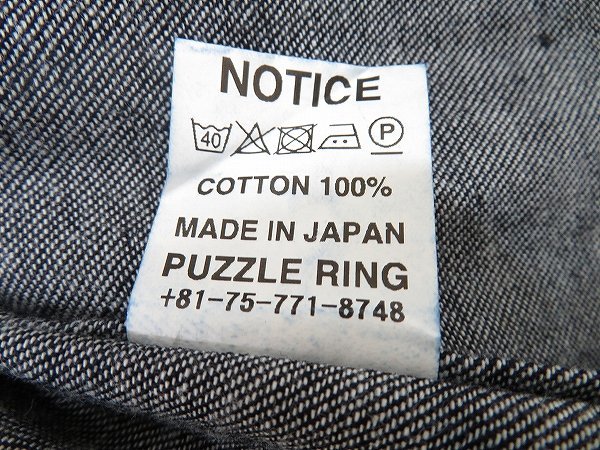 NOTICE
40 P
COTTON 100%
MADE IN JAPAN
PUZZLE RING
+81-75-771-8748